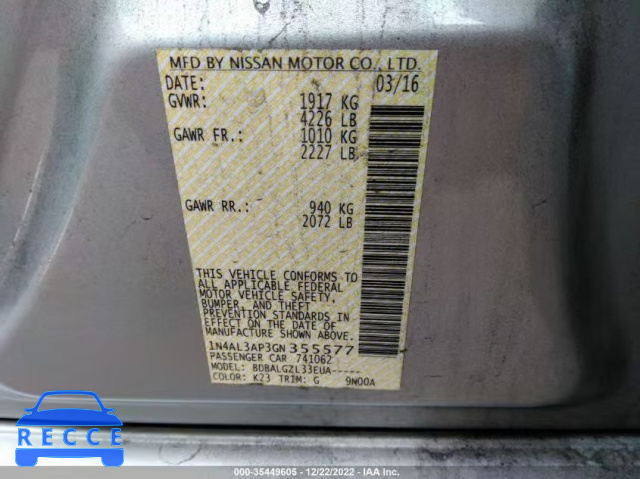 MFD BY NISSAN MOTOR CO., LTD.
DATE: 03/16
GVWR: 1917 KG
4226 LB
GAWR FR.: 1010 KG
2227 LB
GAWR RR.: 940 KG
2072 LB
THIS VEHICLE CONFORMS TO
ALL APPLICABLE FEDERAL
MOTOR VEHICLE SAFETY,
BUMPER, AND THEFT
PREVENTION STANDARDS IN
EFFECT ON THE DATE OF
MANUFACTURE SHOWN ABOVE.
1N4AL3AP3GN355577
PASSENGER CAR 741062
MODEL: BDBALGZL33EUA-----
COLOR: K23 TRIM: G 9N00A
RECCE
000-35449605 - 12/22/2022 - IAA Inc.